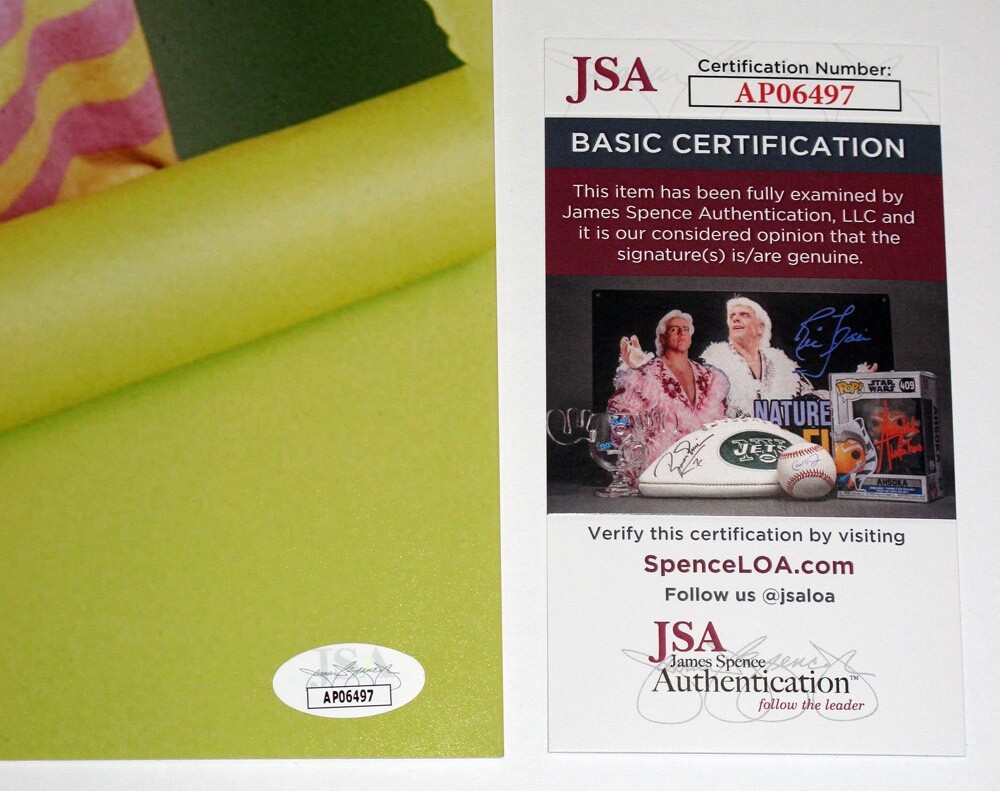 JSA
Certification Number:
AP06497
BASIC CERTIFICATION
This item has been fully examined by
James Spence Authentication, LLC and
it is our considered opinion that the
signature(s) is/are genuine.
NATURE
JETS
POP!
STAR
WARS
409
AHSOKA
Verify this certification by visiting
SpenceLOA.com
Follow us @jsaloa
JSA
James Spence
Authentication™
follow the leader
JSA
AP06497